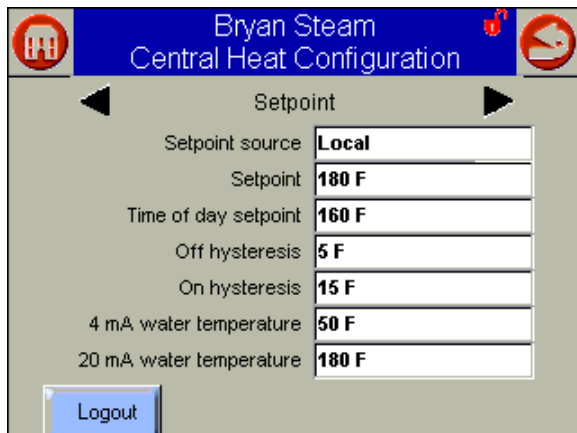 Bryan Steam
Central Heat Configuration
Setpoint
Setpoint source Local
Setpoint 180 F
Time of day setpoint 160 F
Off hysteresis 5 F
On hysteresis 15 F
4 mA water temperature 50 F
20 mA water temperature 180 F
Logout